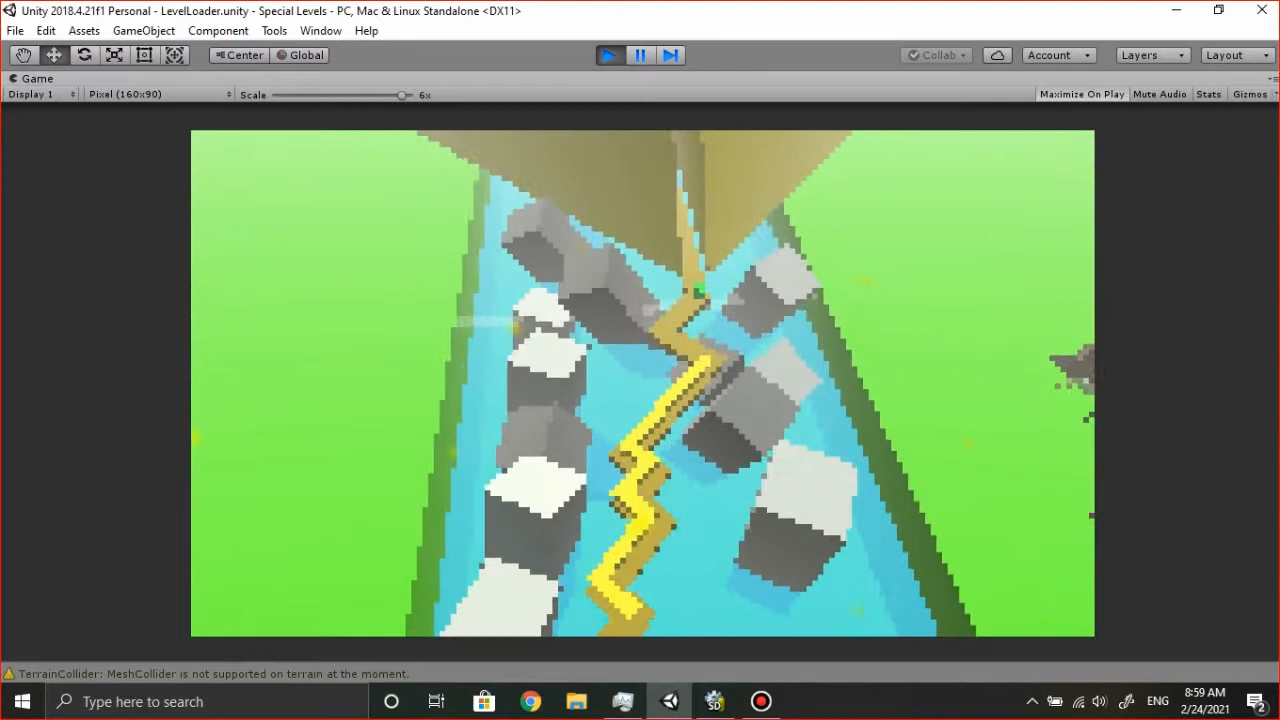 Unity 2018.4.21f1 Personal - LevelLoader.unity - Special Levels - PC, Mac & Linux Standalone <DX11>
File Edit Assets GameObject Component Tools Window Help
Center Global Collab Account Layers Layout
Game
Display 1 Pixel (160x90) Scale 6x Maximize On Play Mute Audio Stats Gizmos
TerrainCollider: MeshCollider is not supported on terrain at the moment.
Type here to search
SD
ENG
8:59 AM
2/24/2021
2